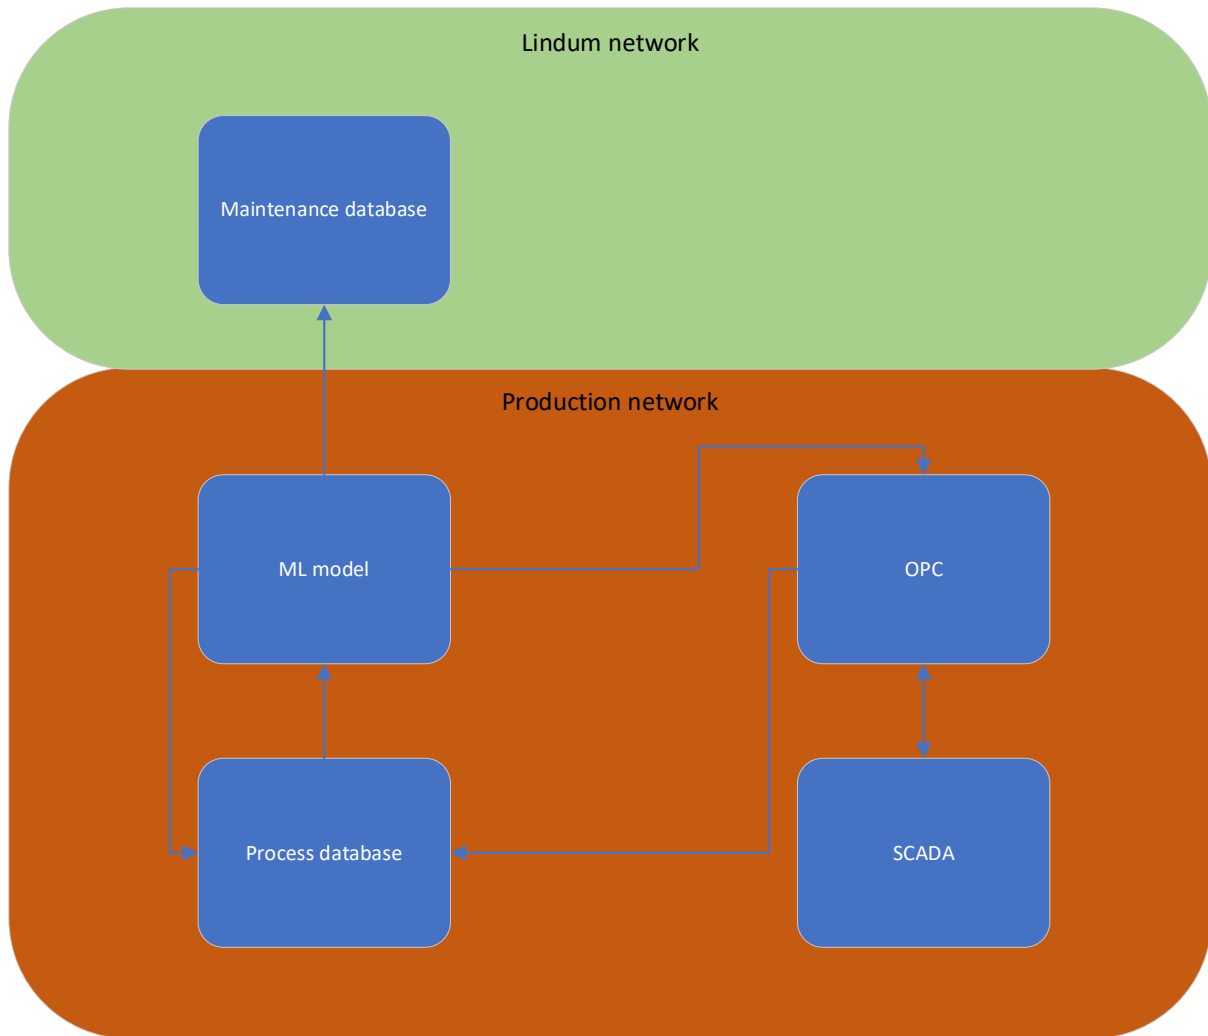 Lindum network
Maintenance database
Production network
ML model
OPC
Process database
SCADA